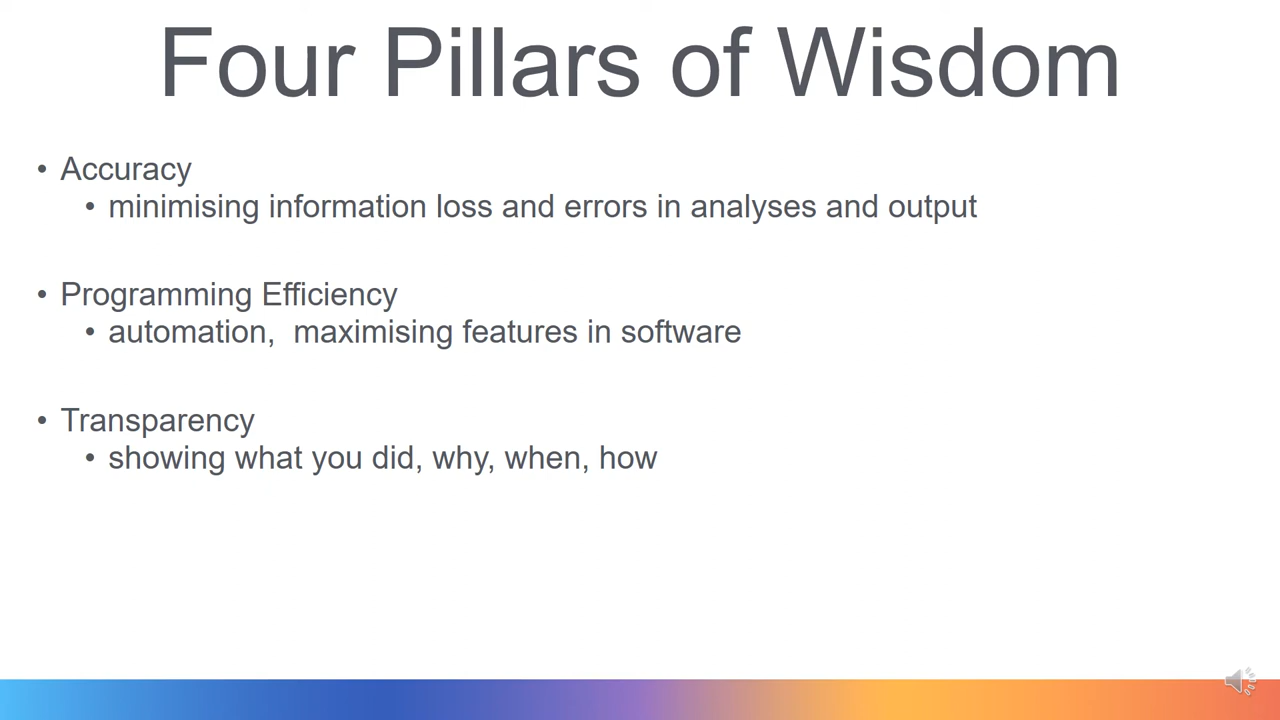 Four Pillars of Wisdom
• Accuracy
• minimising information loss and errors in analyses and output
• Programming Efficiency
• automation,  maximising features in software
• Transparency
• showing what you did, why, when, how